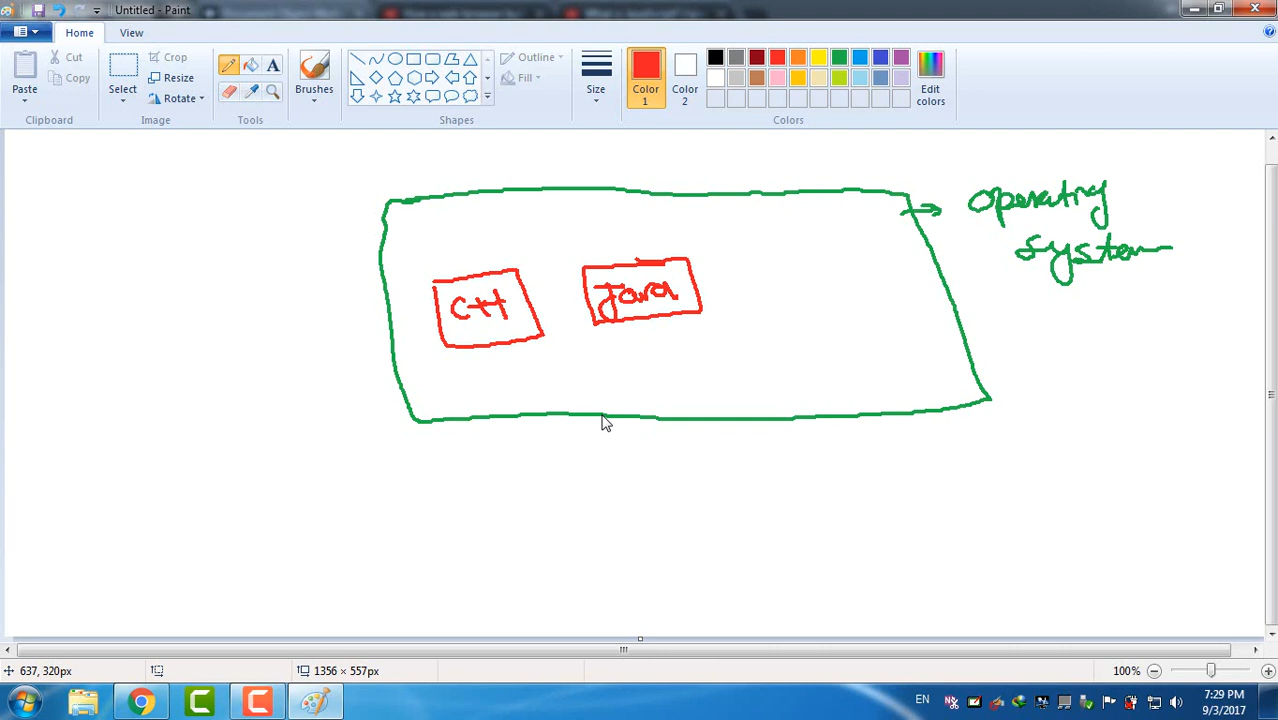 Untitled - Paint
Home
View
Paste
Cut
Copy
Clipboard
Select
Crop
Resize
Rotate
Image
Tools
Brushes
Shapes
Outline
Fill
Size
Color 1
Color 2
Edit colors
Colors
operating
system
C++
Java
637, 320px
1356 × 557px
100%
EN
7:29 PM
9/3/2017